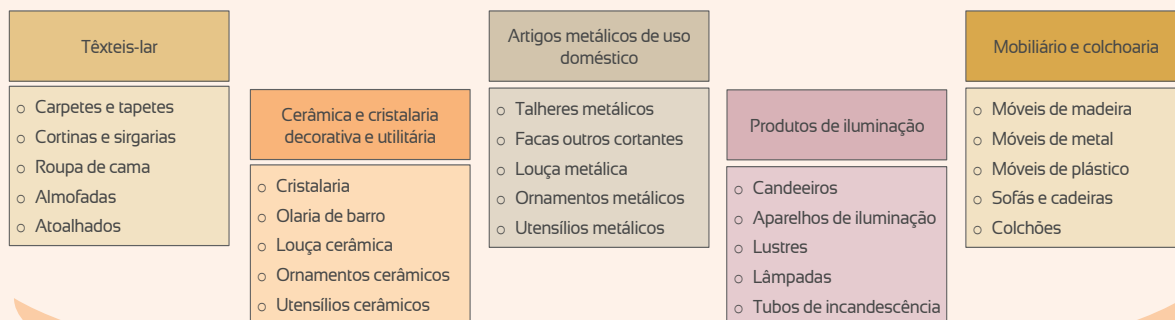 Têxteis-lar
○ Carpetes e tapetes
○ Cortinas e sirgarias
○ Roupa de cama
○ Almofadas
○ Atoalhados
Cerâmica e cristalaria
decorativa e utilitária
○ Cristalaria
○ Olaria de barro
○ Louça cerâmica
○ Ornamentos cerâmicos
○ Utensílios cerâmicos
Artigos metálicos de uso
doméstico
○ Talheres metálicos
○ Facas outros cortantes
○ Louça metálica
○ Ornamentos metálicos
○ Utensílios metálicos
Produtos de iluminação
○ Candeeiros
○ Aparelhos de iluminação
○ Lustres
○ Lâmpadas
○ Tubos de incandescência
Mobiliário e colchoaria
○ Móveis de madeira
○ Móveis de metal
○ Móveis de plástico
○ Sofás e cadeiras
○ Colchões